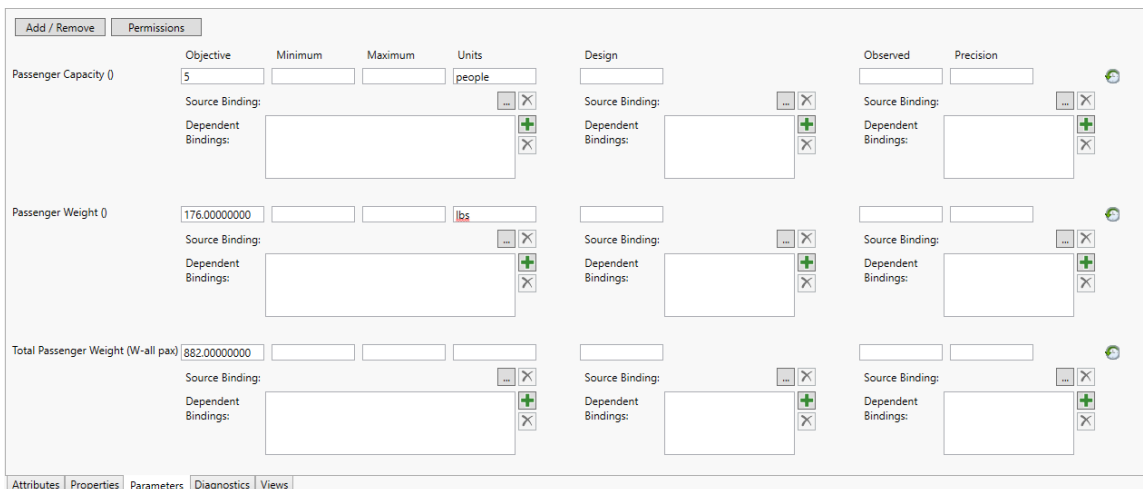 Add / Remove Permissions
Objective Minimum Maximum Units Design Observed Precision
Passenger Capacity () 5 people
Source Binding: ... Source Binding: ... Source Binding: ...
Dependent Bindings: Dependent Bindings: Dependent Bindings:
Passenger Weight () 176.00000000 lbs
Source Binding: ... Source Binding: ... Source Binding: ...
Dependent Bindings: Dependent Bindings: Dependent Bindings:
Total Passenger Weight (W-all pax) 882.00000000
Source Binding: ... Source Binding: ... Source Binding: ...
Dependent Bindings: Dependent Bindings: Dependent Bindings:
Attributes Properties Parameters Diagnostics Views